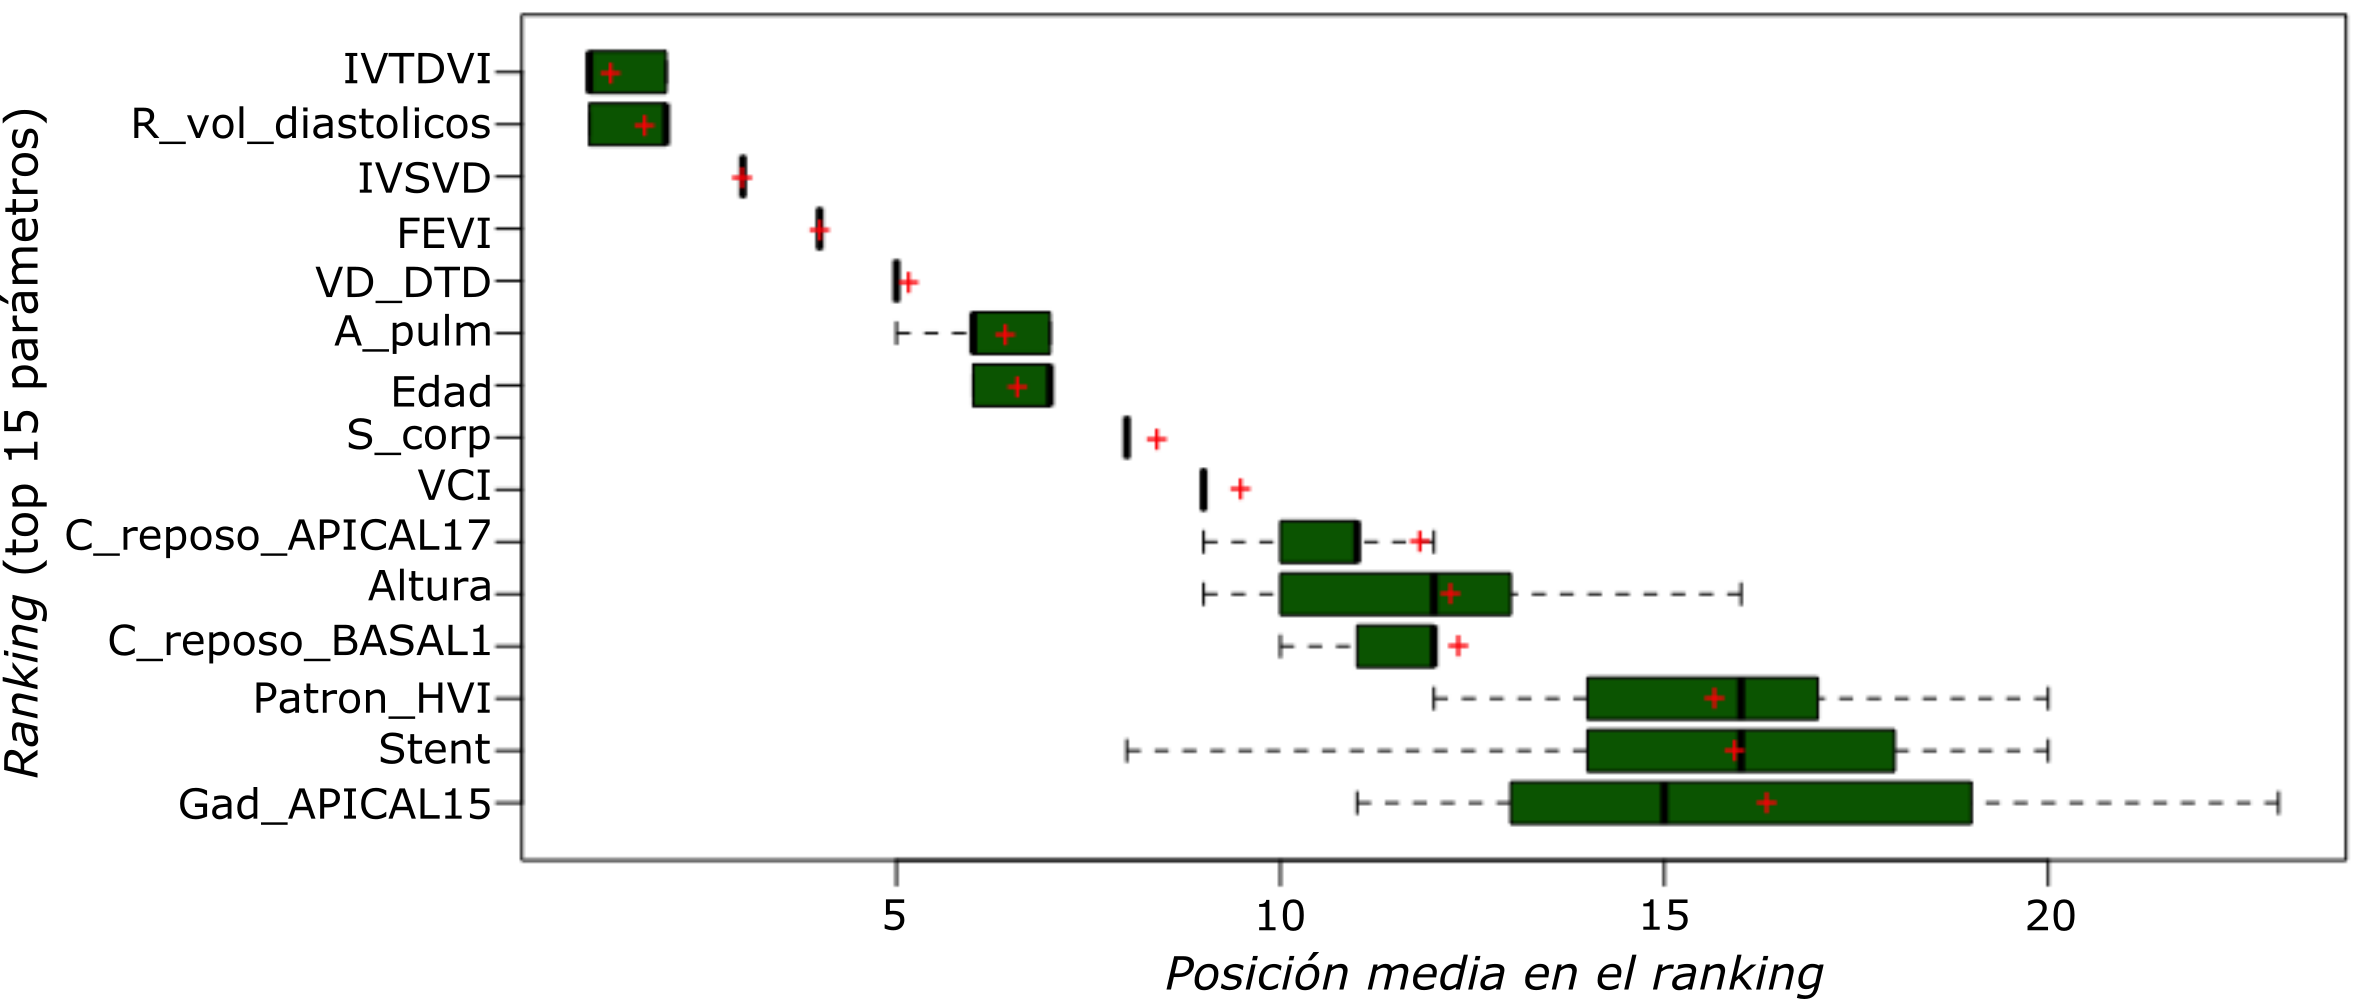 Ranking (top 15 parámetros)
IVTDVI
R_vol_diastolicos
IVSVD
FEVI
VD_DTD
A_pulm
Edad
S_corp
VCI
C_reposo_APICAL17
Altura
C_reposo_BASAL1
Patron_HVI
Stent
Gad_APICAL15
5 10 15 20
Posición media en el ranking